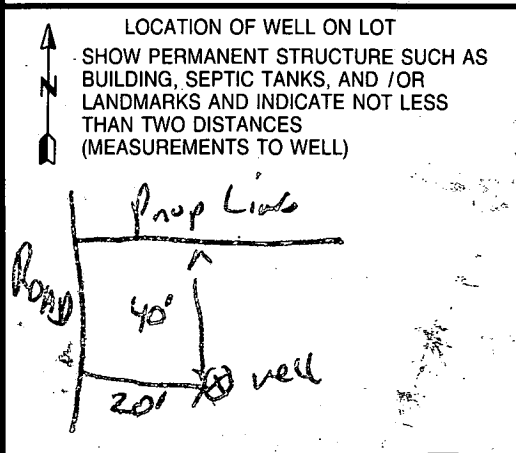 LOCATION OF WELL ON LOT
N
SHOW PERMANENT STRUCTURE SUCH AS
BUILDING, SEPTIC TANKS, AND /OR
LANDMARKS AND INDICATE NOT LESS
THAN TWO DISTANCES
(MEASUREMENTS TO WELL)
Prop Line
ROAD
40'
20' well